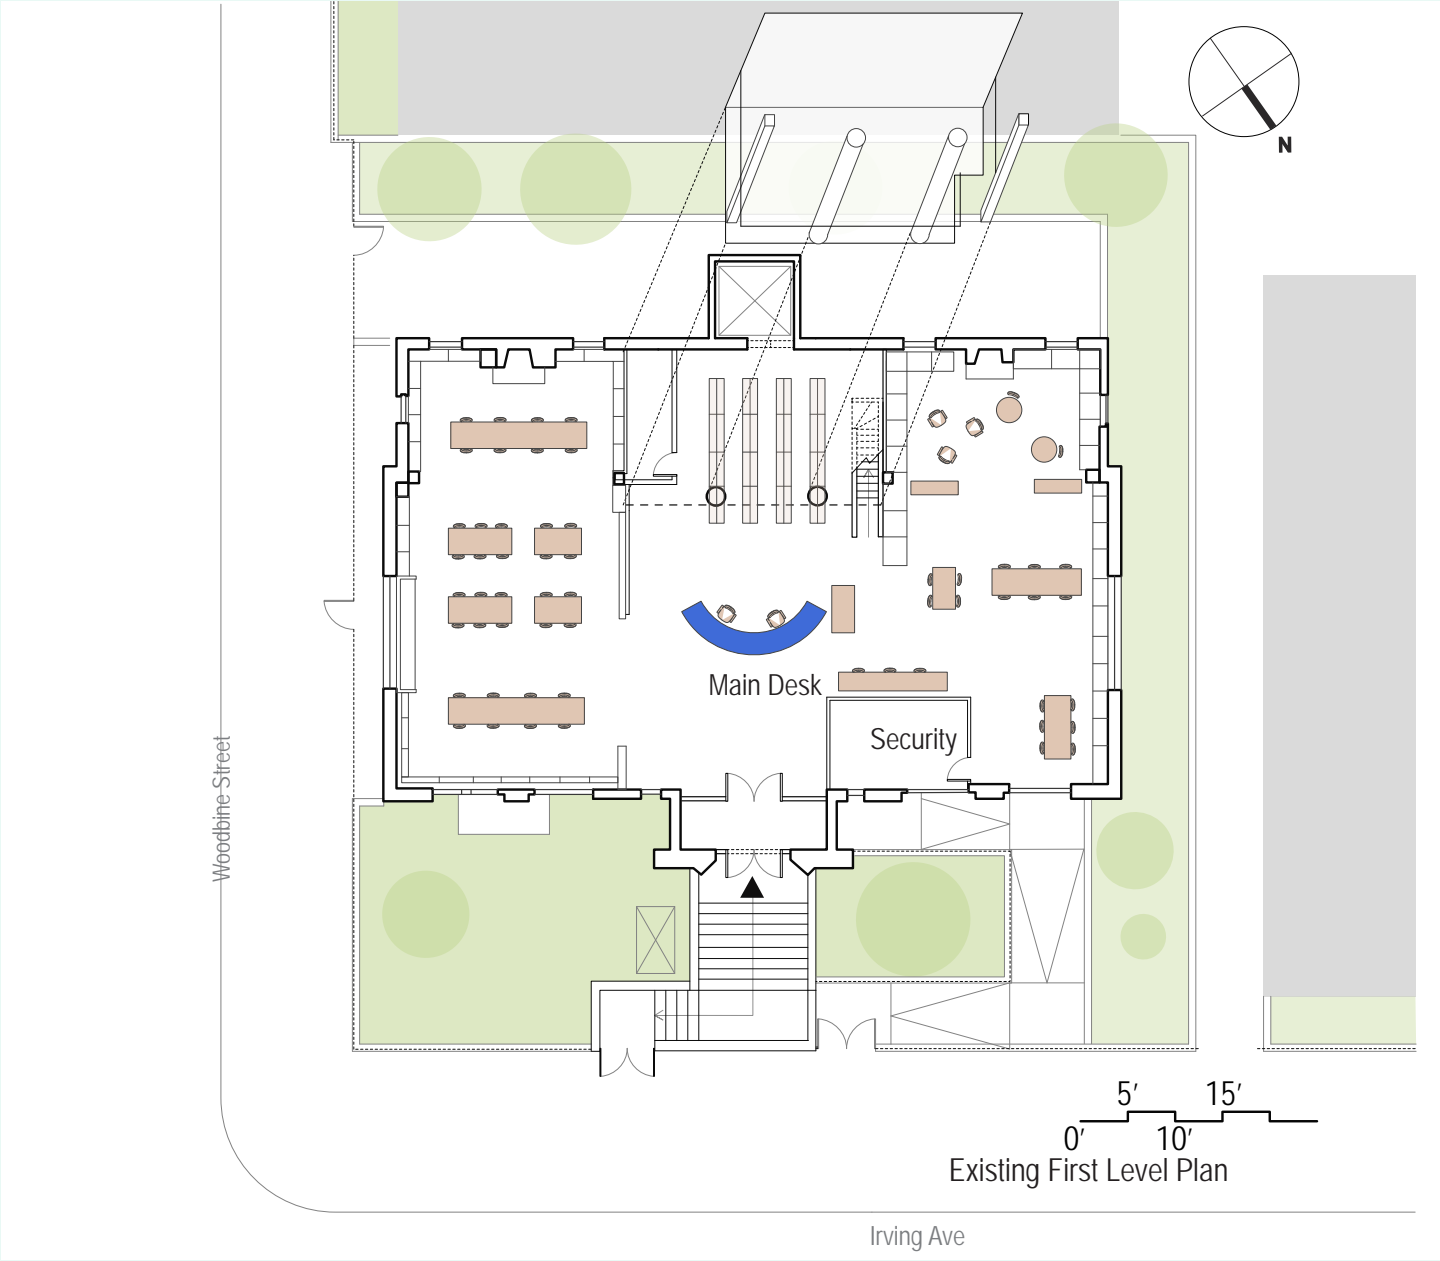 N
Main Desk
Security
Woodbine Street
5′ 15′
0′ 10′
Existing First Level Plan
Irving Ave